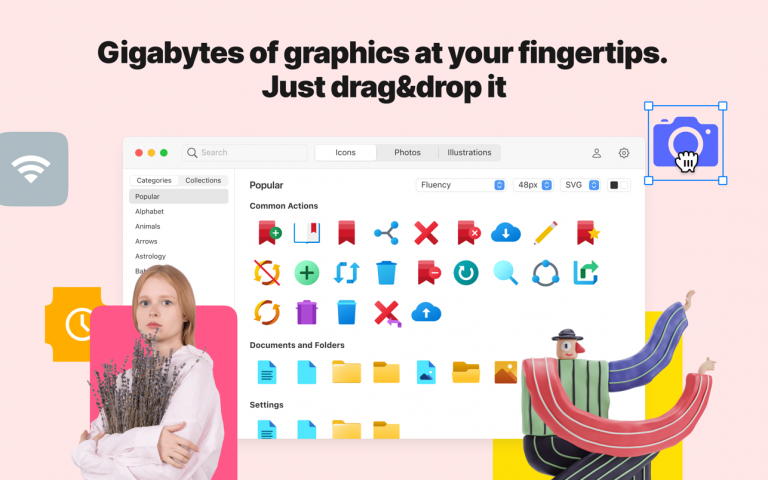 Gigabytes of graphics at your fingertips.
Just drag&drop it
Search
Icons
Photos
Illustrations
Categories
Collections
Popular
Alphabet
Animals
Arrows
Astrology
Popular
Fluency
48px
SVG
Common Actions
Documents and Folders
Settings